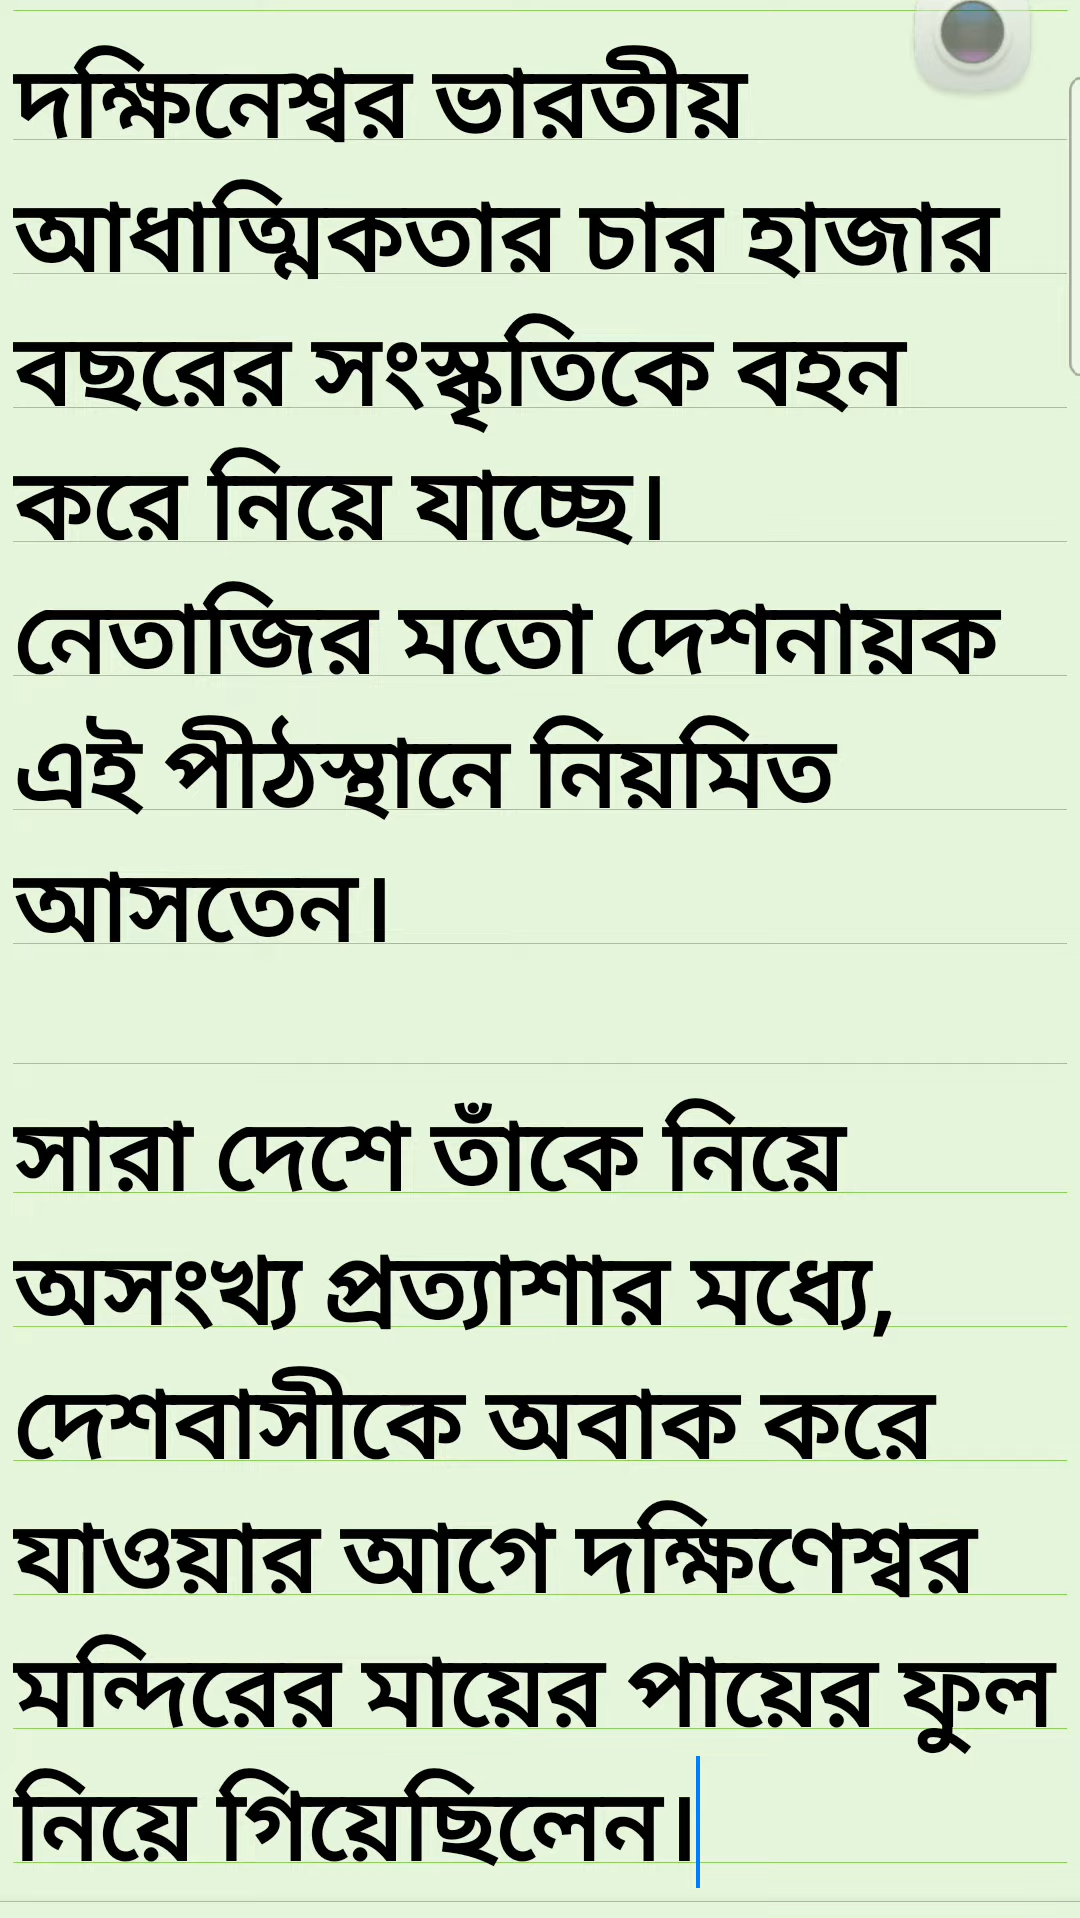 দক্ষিনেশ্বর ভারতীয়
আধাত্মিকতার চার হাজার
বছরের সংস্কৃতিকে বহন
করে নিয়ে যাচ্ছে।
নেতাজির মতো দেশনায়ক
এই পীঠস্থানে নিয়মিত
আসতেন।
সারা দেশে তাঁকে নিয়ে
অসংখ্য প্রত্যাশার মধ্যে,
দেশবাসীকে অবাক করে
যাওয়ার আগে দক্ষিণেশ্বর
মন্দিরের মায়ের পায়ের ফুল
নিয়ে গিয়েছিলেন।